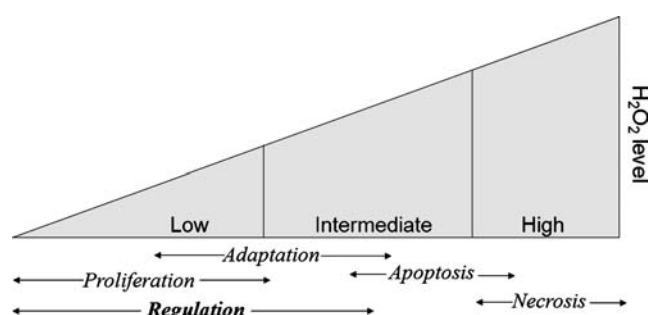 H₂O₂ level
Low Intermediate High
Adaptation
Proliferation Apoptosis
Regulation Necrosis